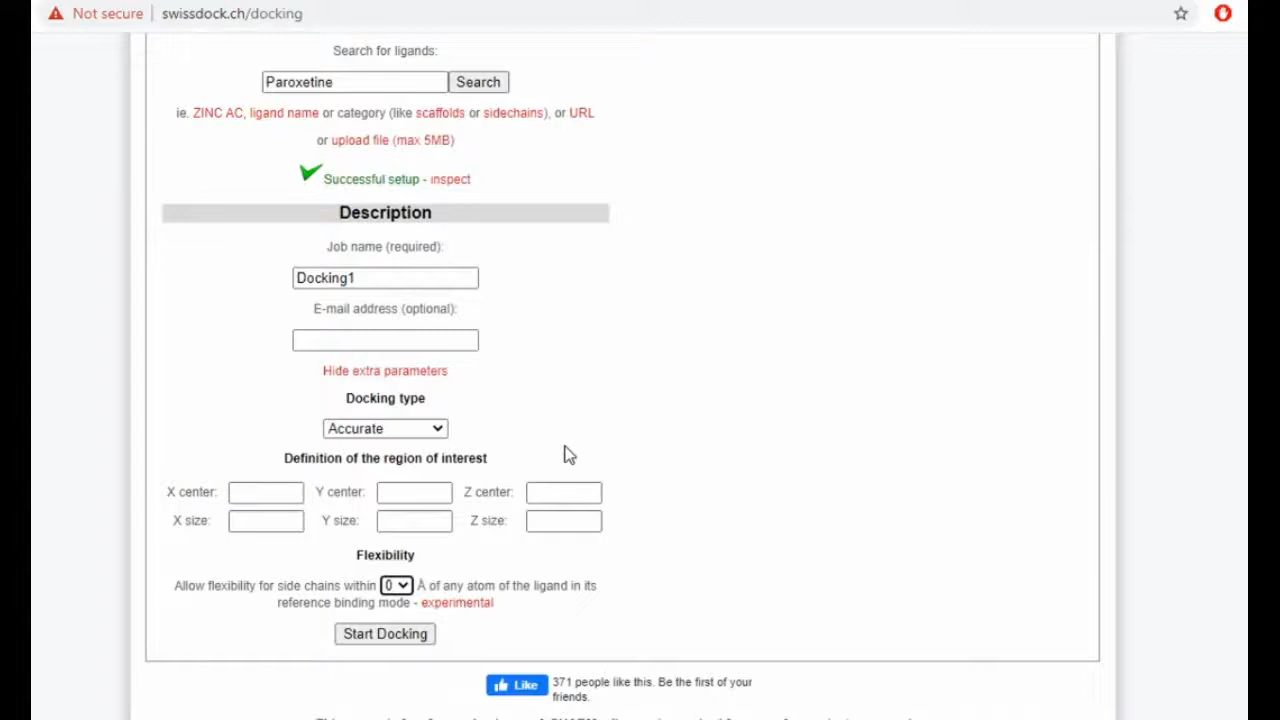 Not secure swissdock.ch/docking
Search for ligands:
Paroxetine Search
ie. ZINC AC, ligand name or category (like scaffolds or sidechains), or URL
or upload file (max 5MB)
Successful setup - inspect
Description
Job name (required):
Docking1
E-mail address (optional):
Hide extra parameters
Docking type
Accurate
Definition of the region of interest
X center: Y center: Z center:
X size: Y size: Z size:
Flexibility
Allow flexibility for side chains within 0 Å of any atom of the ligand in its
reference binding mode - experimental
Start Docking
Like 371 people like this. Be the first of your
friends.